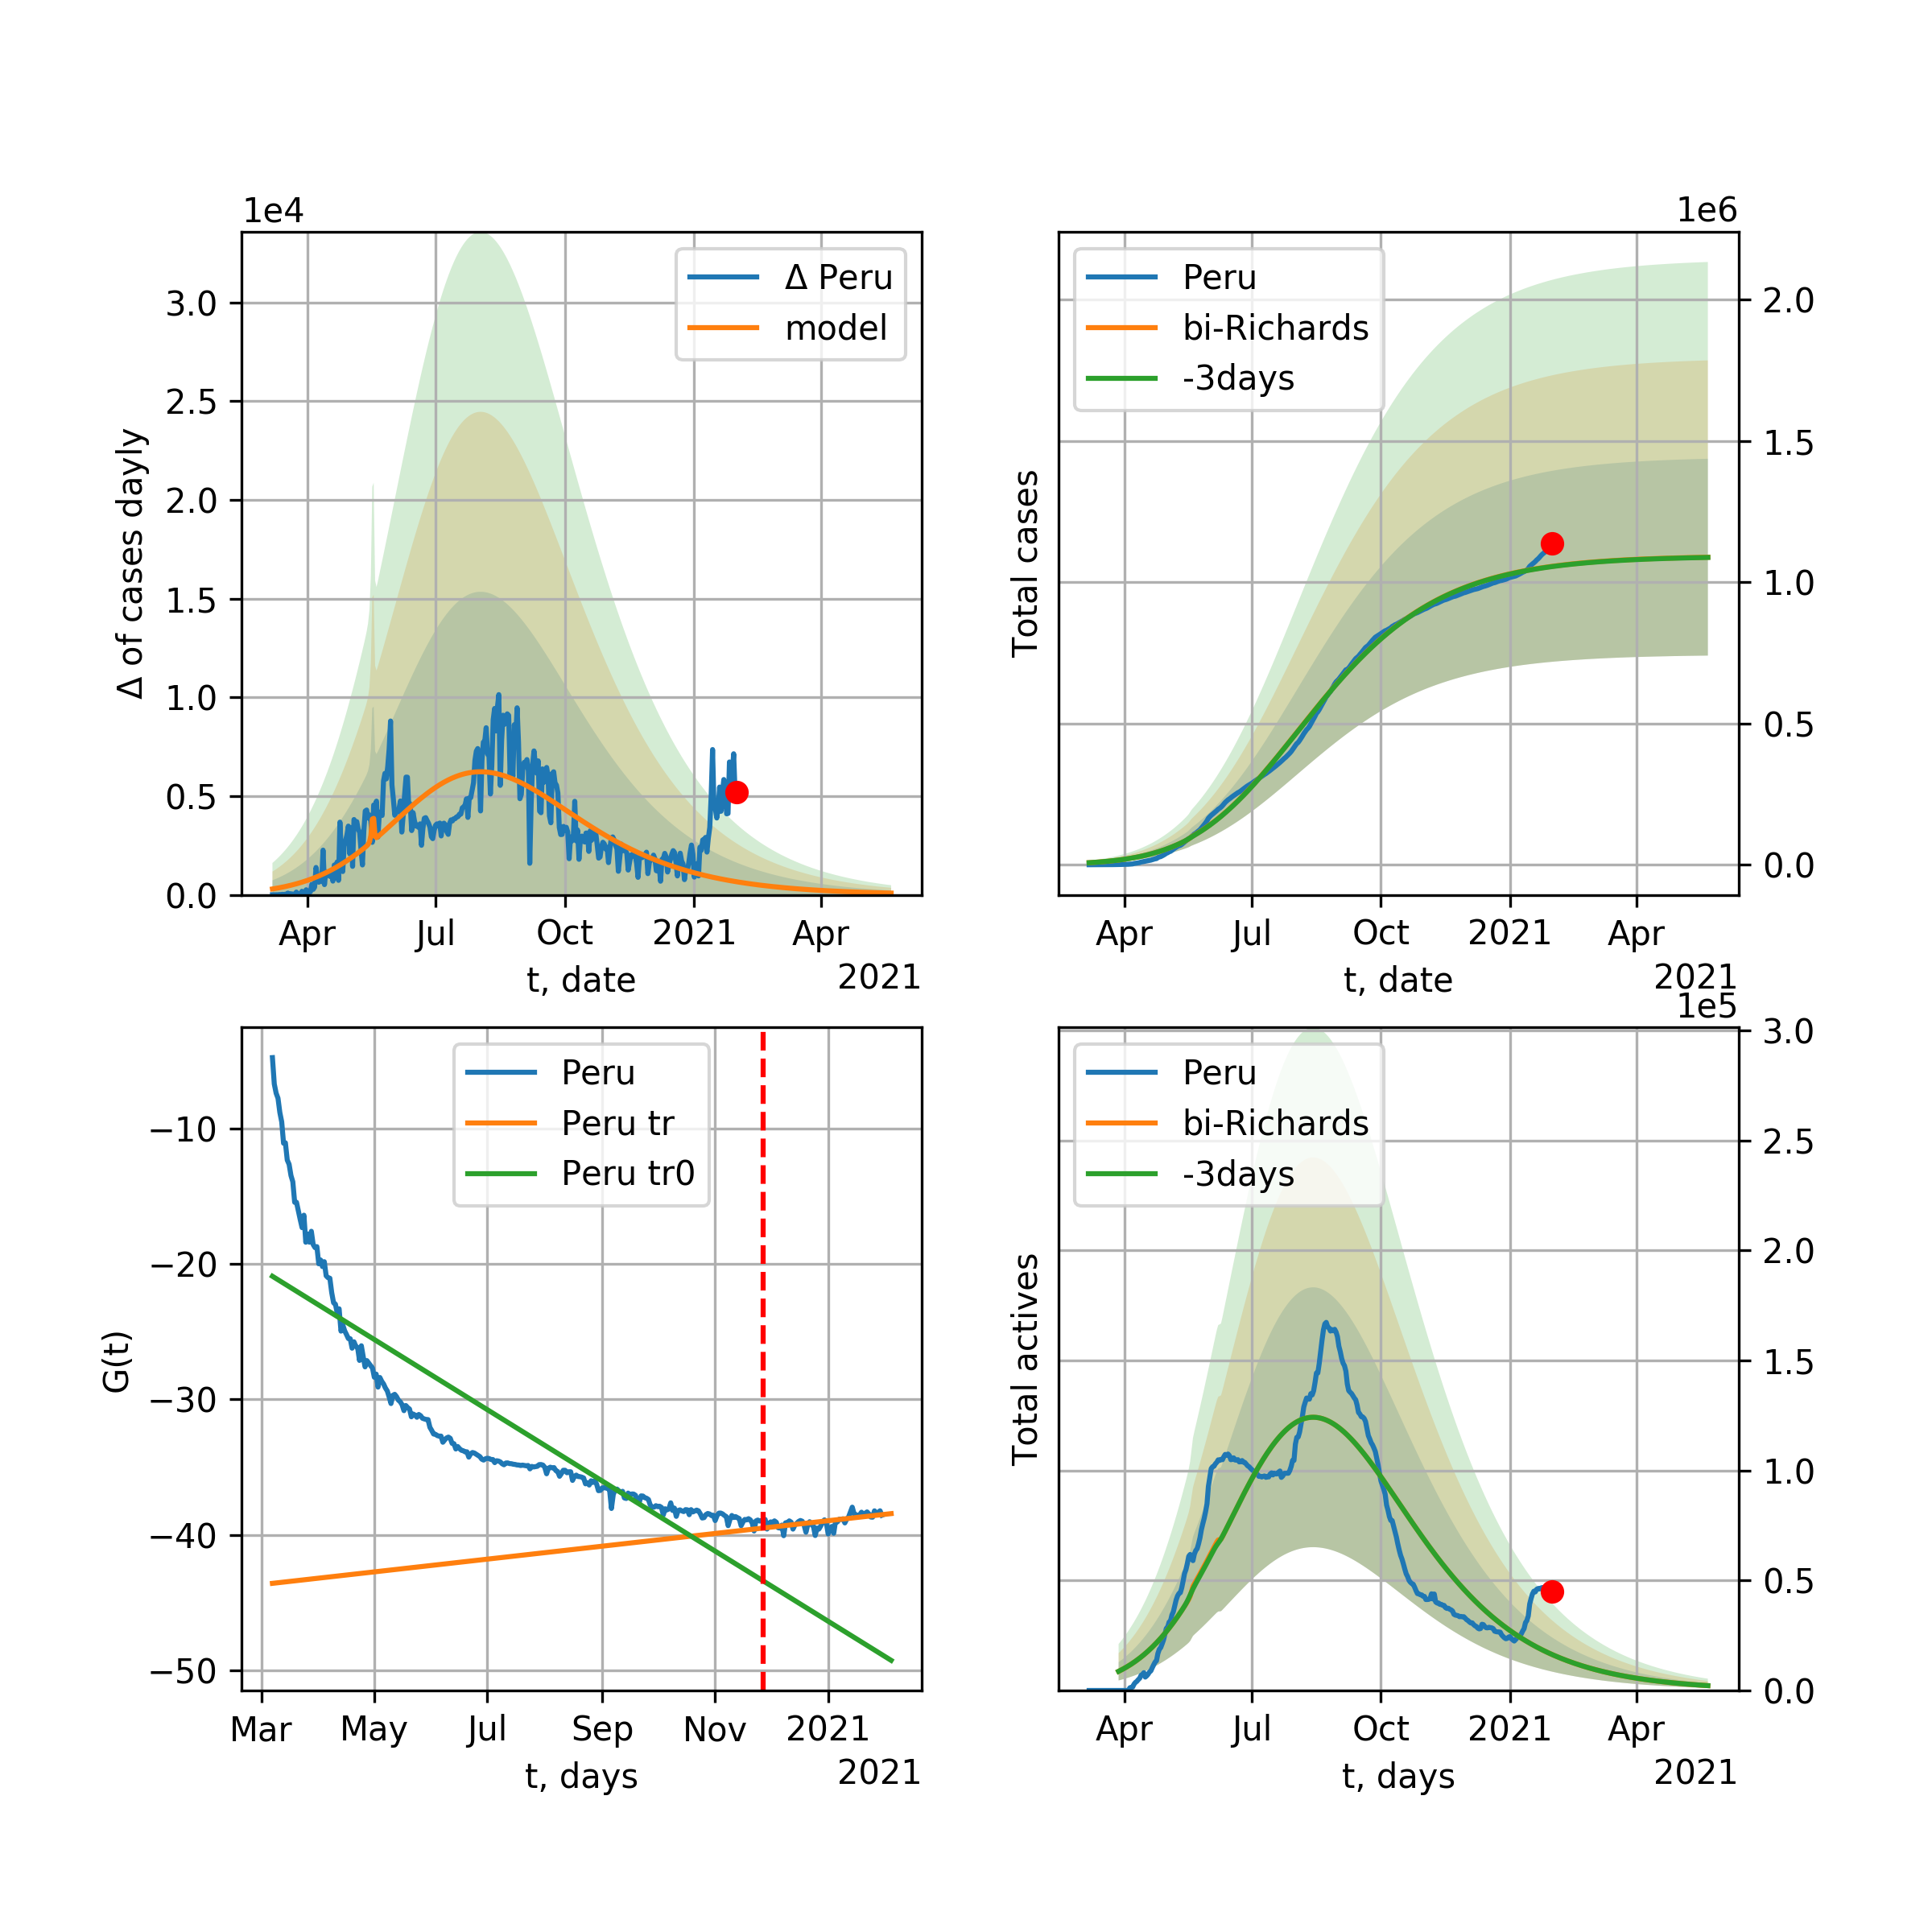 1e4
Δ of cases dayly
3.0
2.5
2.0
1.5
1.0
0.5
0.0
Δ Peru
model
Apr Jul Oct 2021 Apr
t, date
2021
1e6
Total cases
Peru
bi-Richards
-3days
2.0
1.5
1.0
0.5
0.0
Apr Jul Oct 2021 Apr
t, date
2021
G(t)
−10
−20
−30
−40
−50
Peru
Peru tr
Peru tr0
Mar May Jul Sep Nov 2021
t, days
2021
1e5
Total actives
Peru
bi-Richards
-3days
3.0
2.5
2.0
1.5
1.0
0.5
0.0
Apr Jul Oct 2021 Apr
t, days
2021